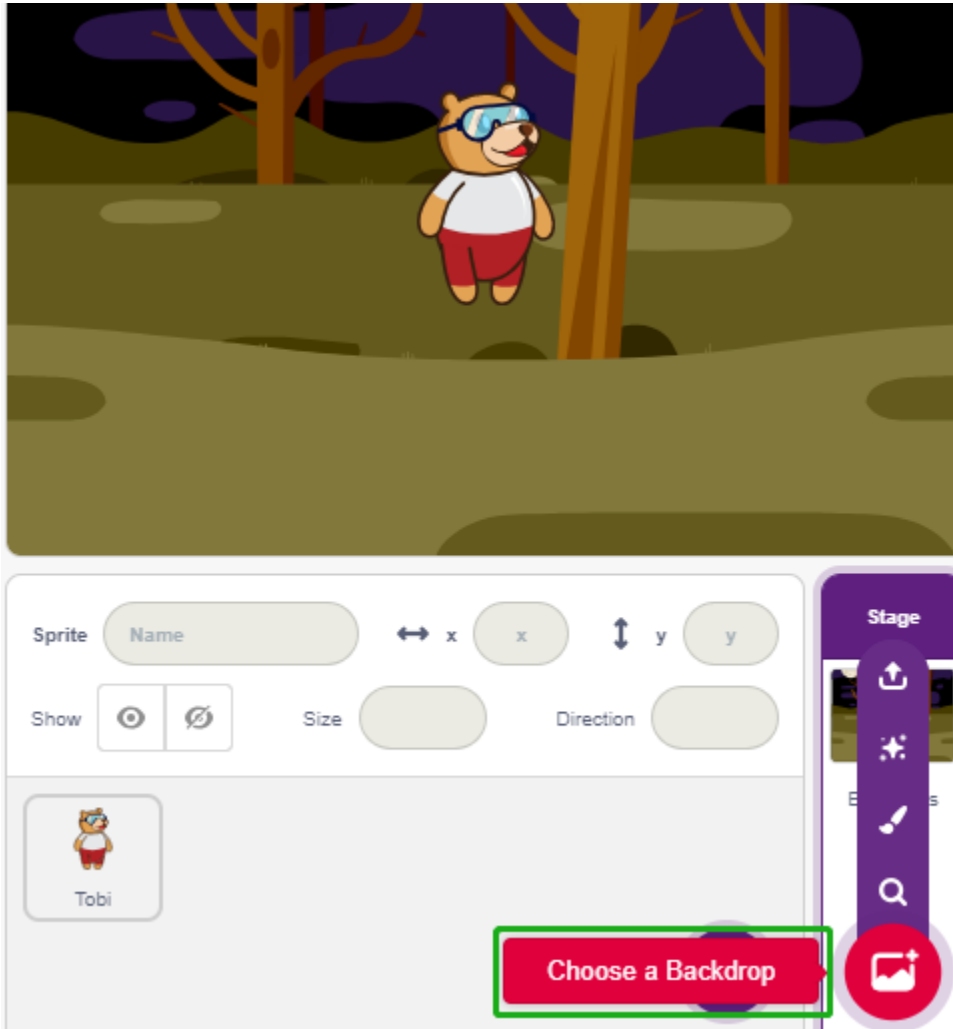 Stage
Sprite Name x x y y
Show Size Direction
Tobi
Choose a Backdrop